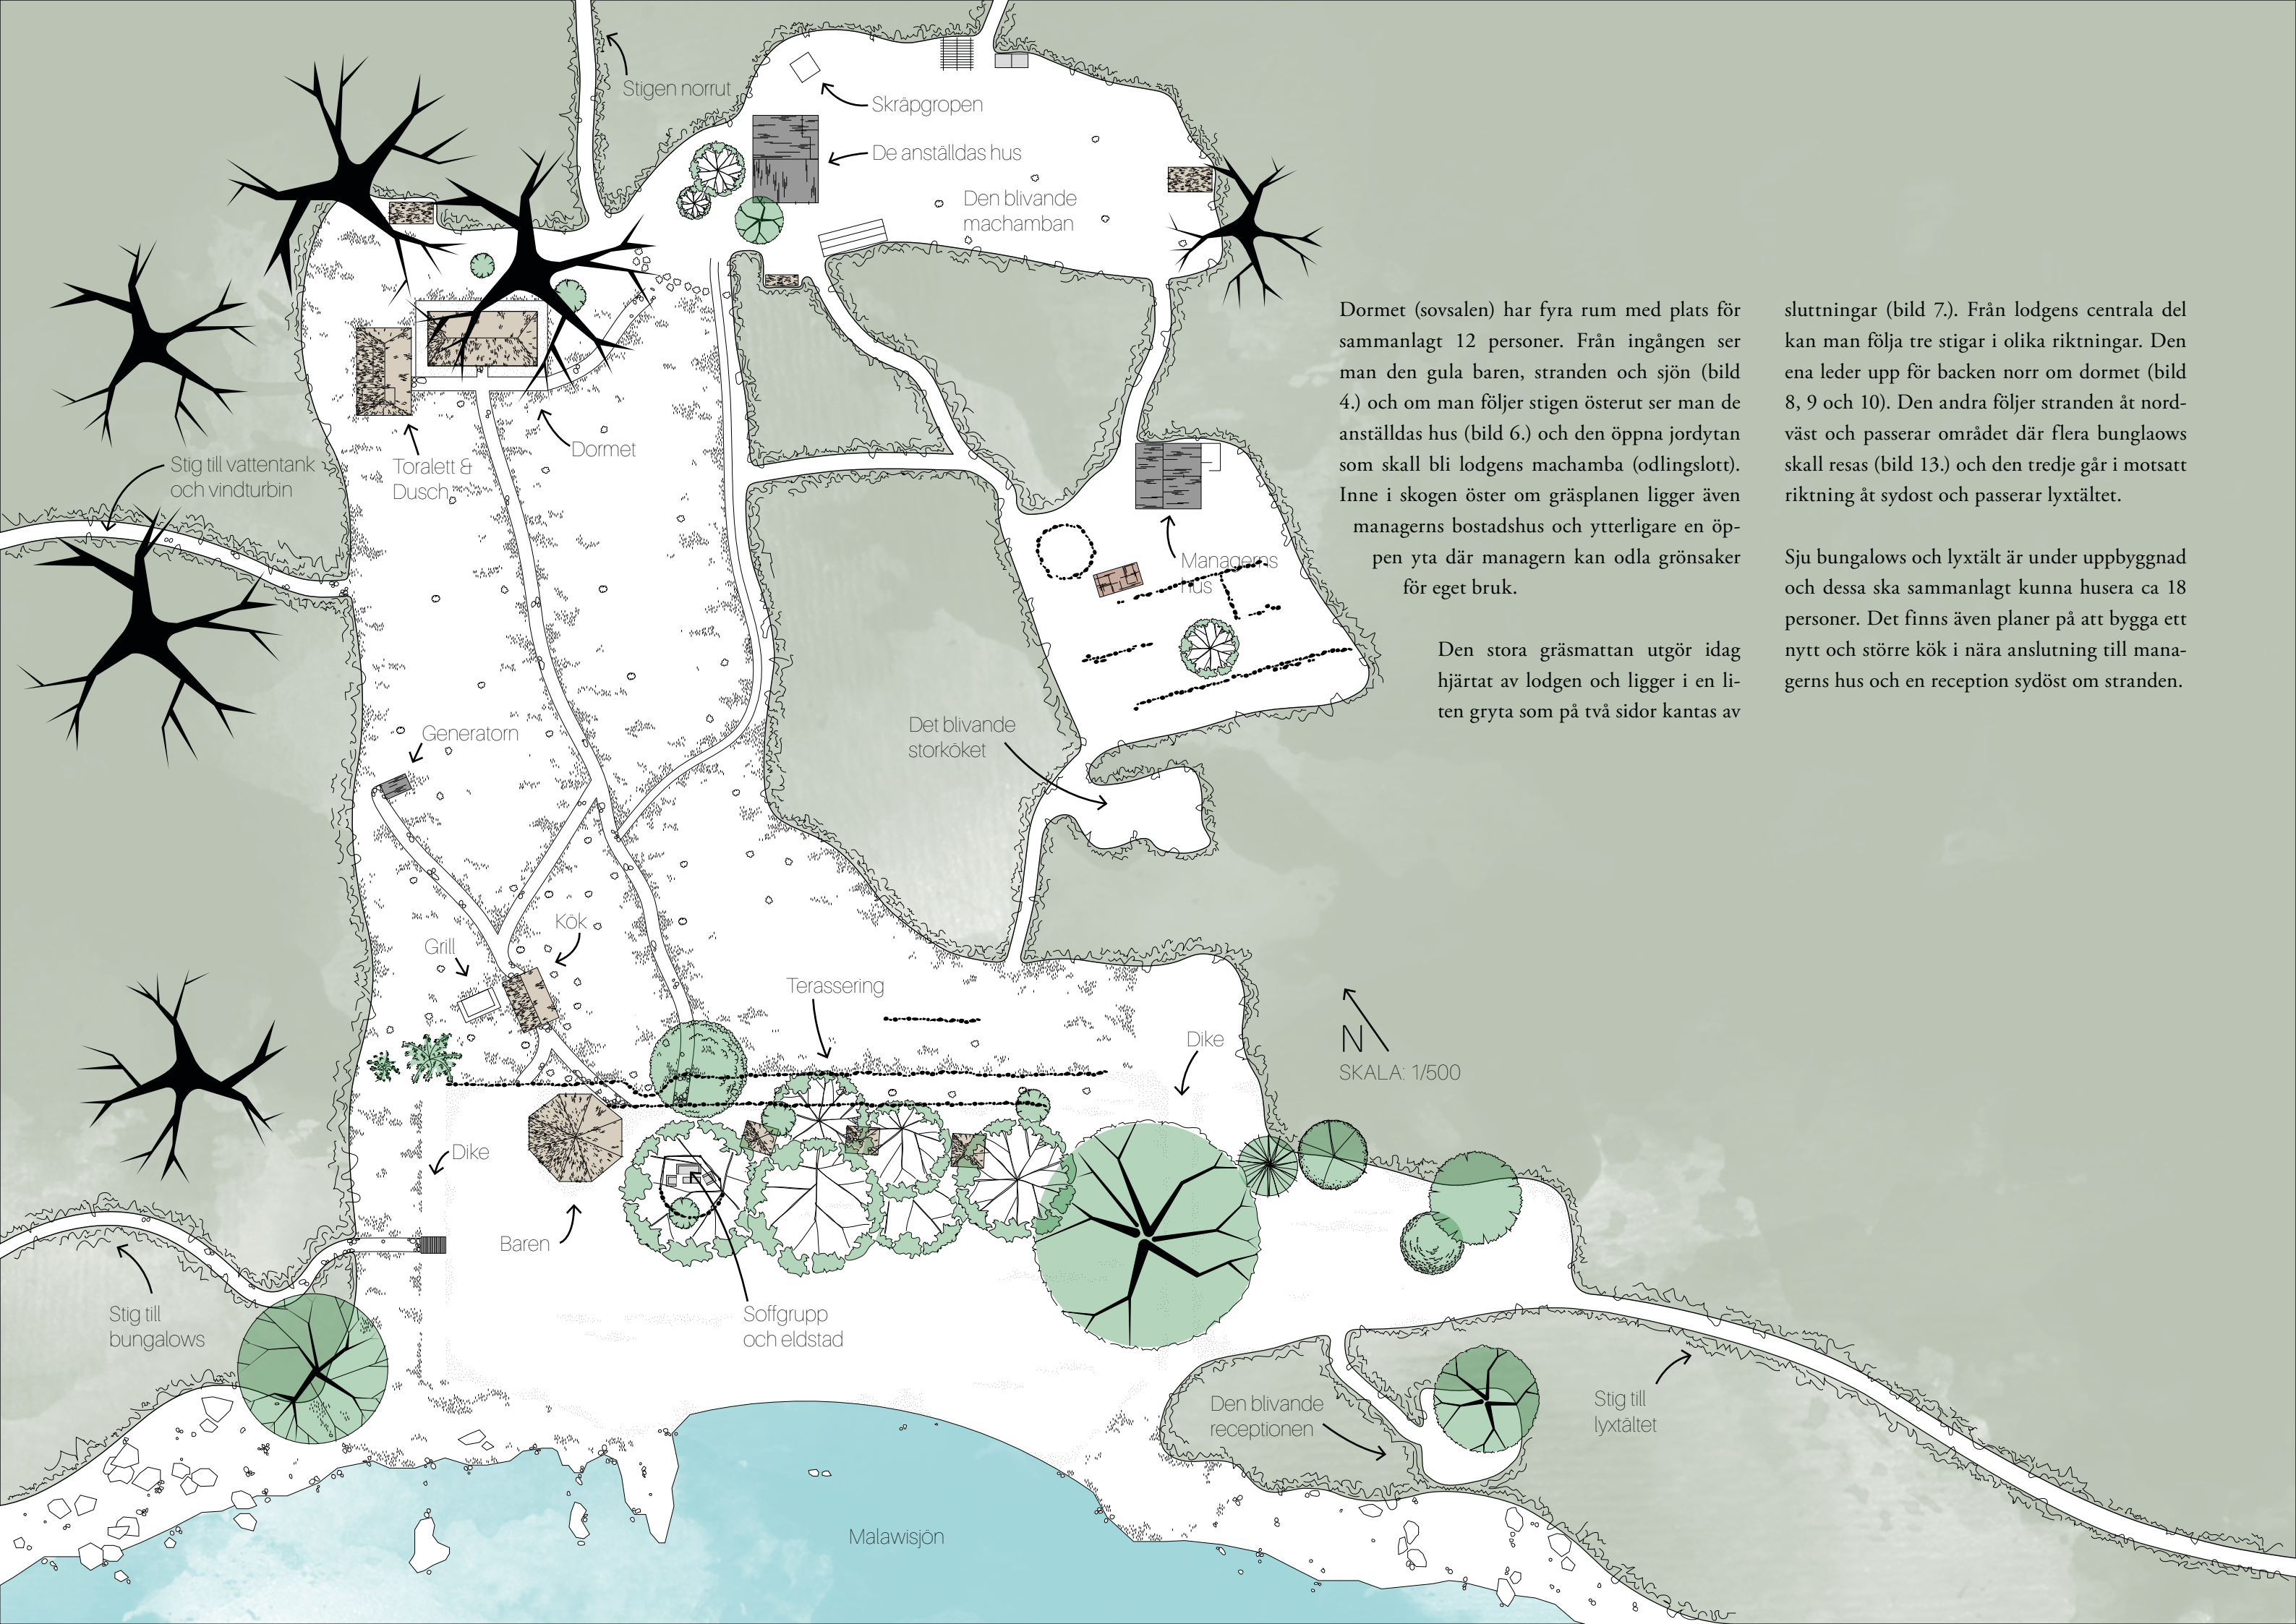 Stigen norrut
Skräpgropen
De anställdas hus
Den blivande
machamban
Dormet (sovsalen) har fyra rum med plats för
sammanlagt 12 personer. Från ingången ser
man den gula baren, stranden och sjön (bild
4.) och om man följer stigen österut ser man de
anställdas hus (bild 6.) och den öppna jordytan
som skall bli lodgens machamba (odlingslott).
Inne i skogen öster om gräsplanen ligger även
managerns bostadshus och ytterligare en öp-
pen yta där managern kan odla grönsaker
för eget bruk.
Den stora gräsmattan utgör idag
hjärtat av lodgen och ligger i en li-
ten gryta som på två sidor kantas av
sluttningar (bild 7.). Från lodgens centrala del
kan man följa tre stigar i olika riktningar. Den
ena leder upp för backen norr om dormet (bild
8, 9 och 10). Den andra följer stranden åt nord-
väst och passerar området där flera bunglaows
skall resas (bild 13.) och den tredje går i motsatt
riktning åt sydost och passerar lyxtältet.
Sju bungalows och lyxtält är under uppbyggnad
och dessa ska sammanlagt kunna husera ca 18
personer. Det finns även planer på att bygga ett
nytt och större kök i nära anslutning till mana-
gerns hus och en reception sydöst om stranden.
Dormet
Toralett &
Dusch
Stig till vattentank
och vindturbin
Managerns
hus
Generatorn
Det blivande
storköket
Kök
Grill
Terassering
Dike
N
SKALA: 1/500
Dike
Baren
Stig till
bungalows
Soffgrupp
och eldstad
Den blivande
receptionen
Stig till
lyxtältet
Malawisjön